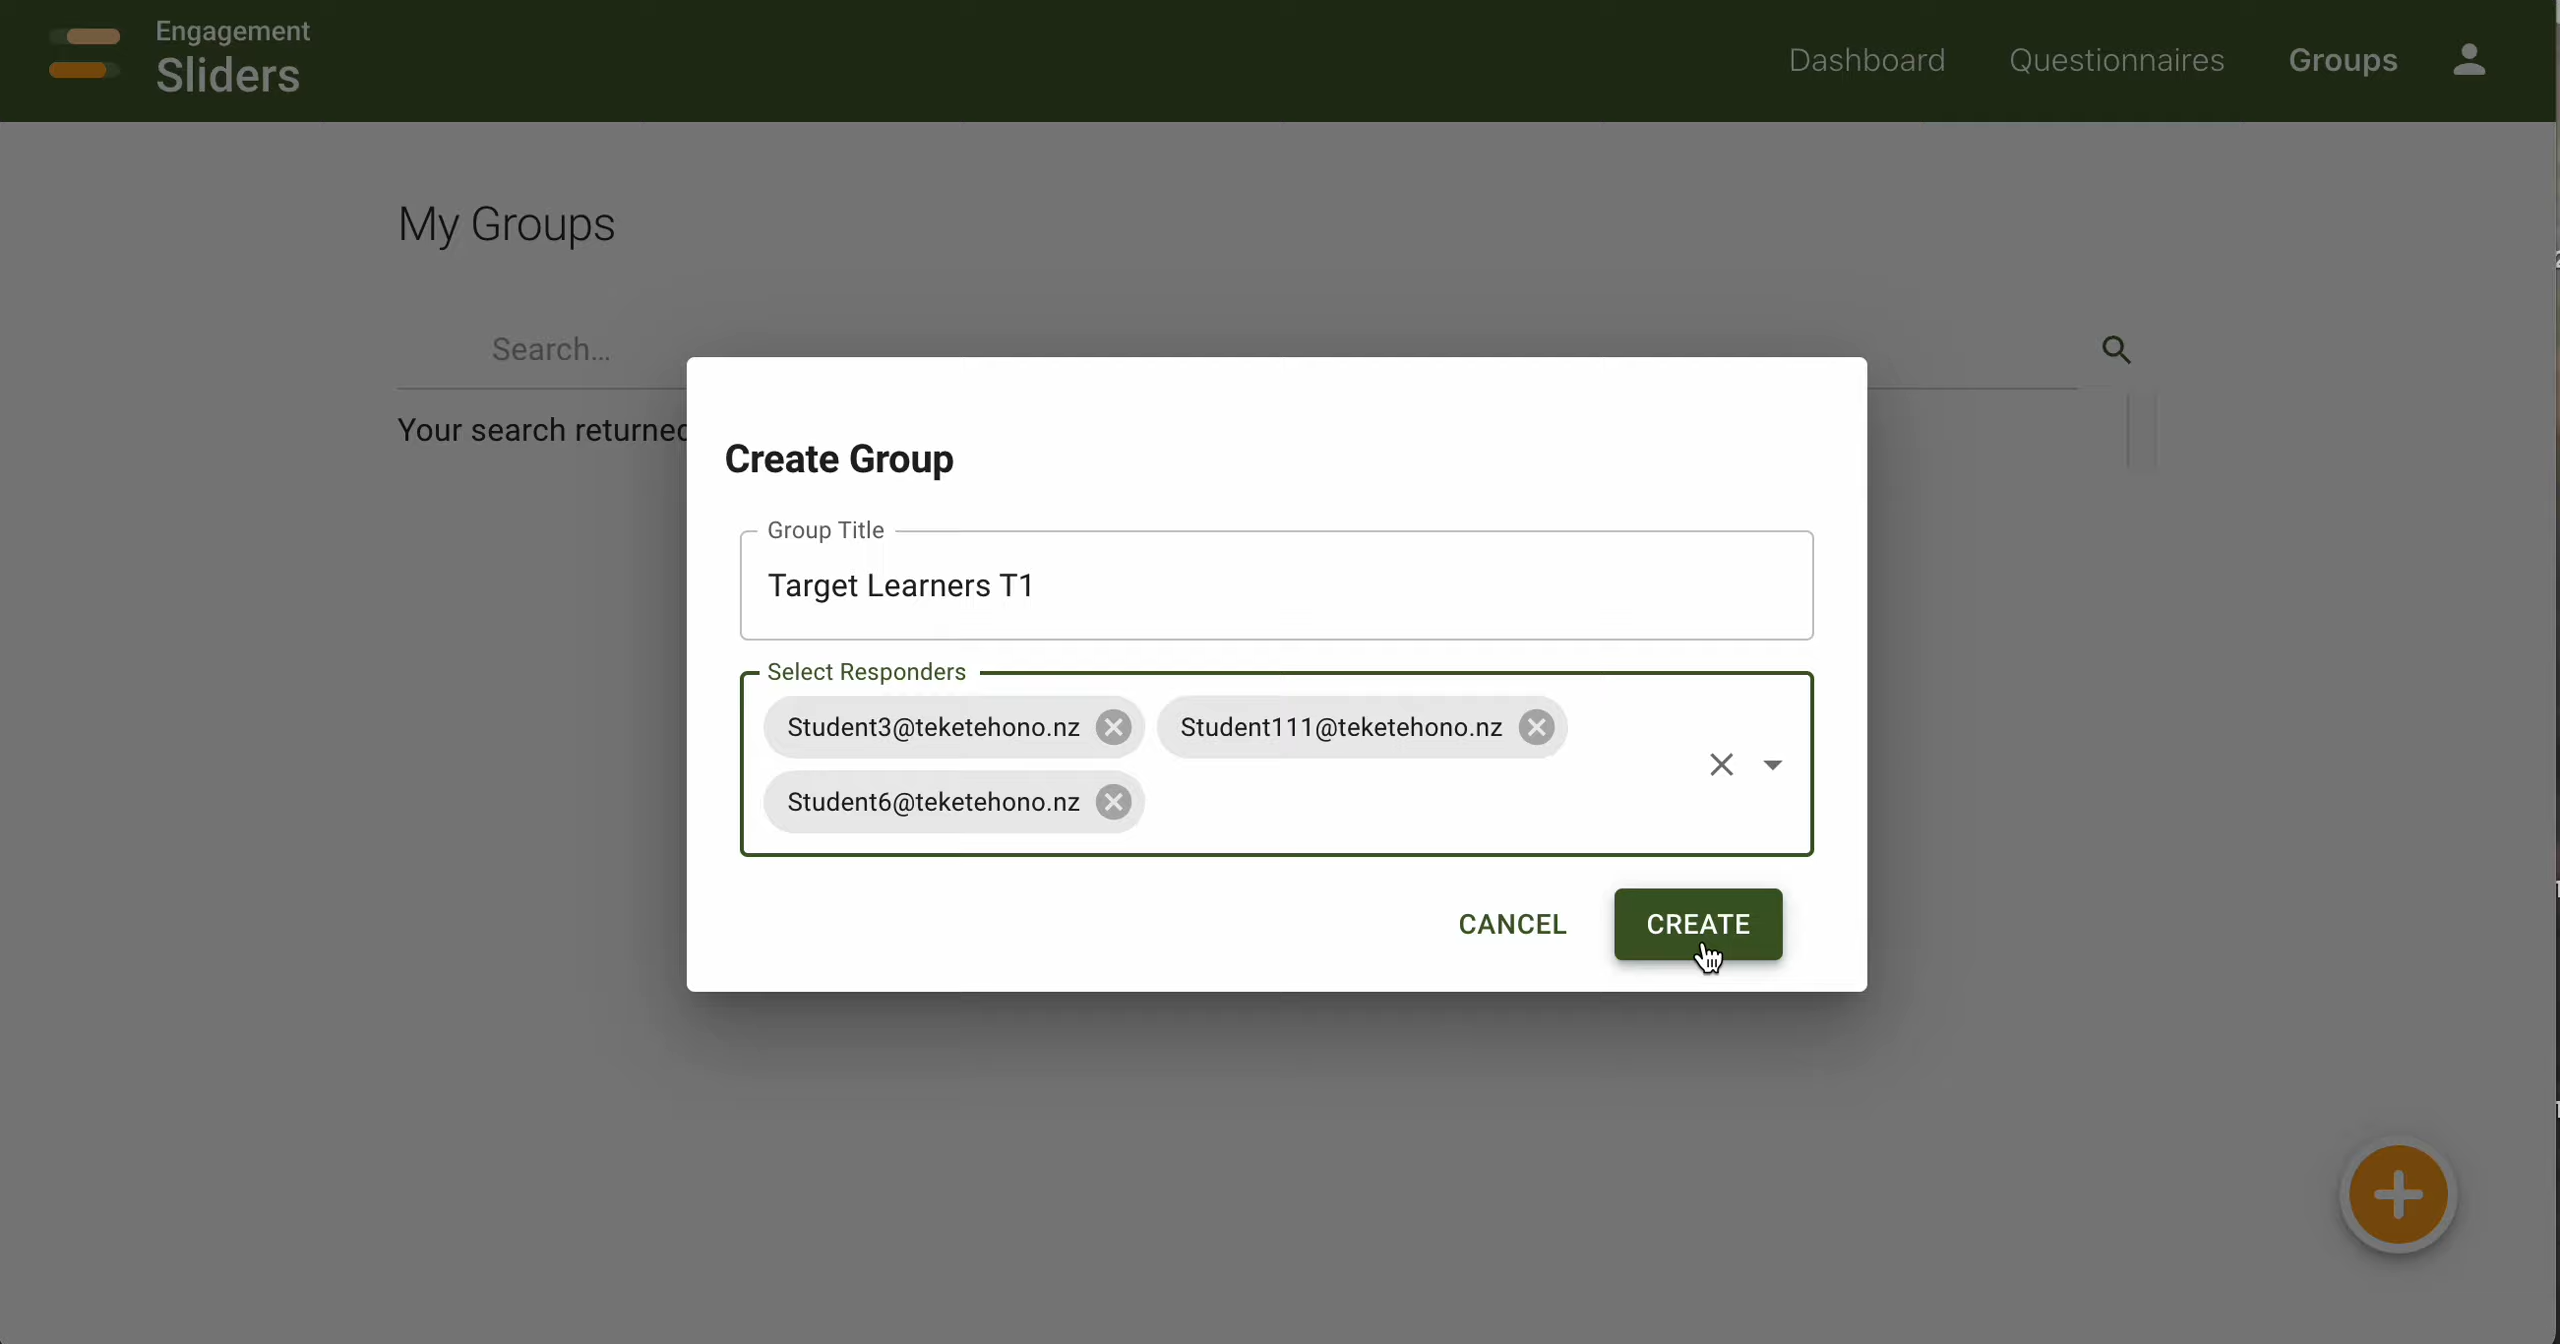 Engagement
Sliders
Dashboard
Questionnaires
Groups
My Groups
Search...
Your search returned
Create Group
Group Title
Target Learners T1
Select Responders
Student3@teketehono.nz
Student111@teketehono.nz
Student6@teketehono.nz
CANCEL
CREATE